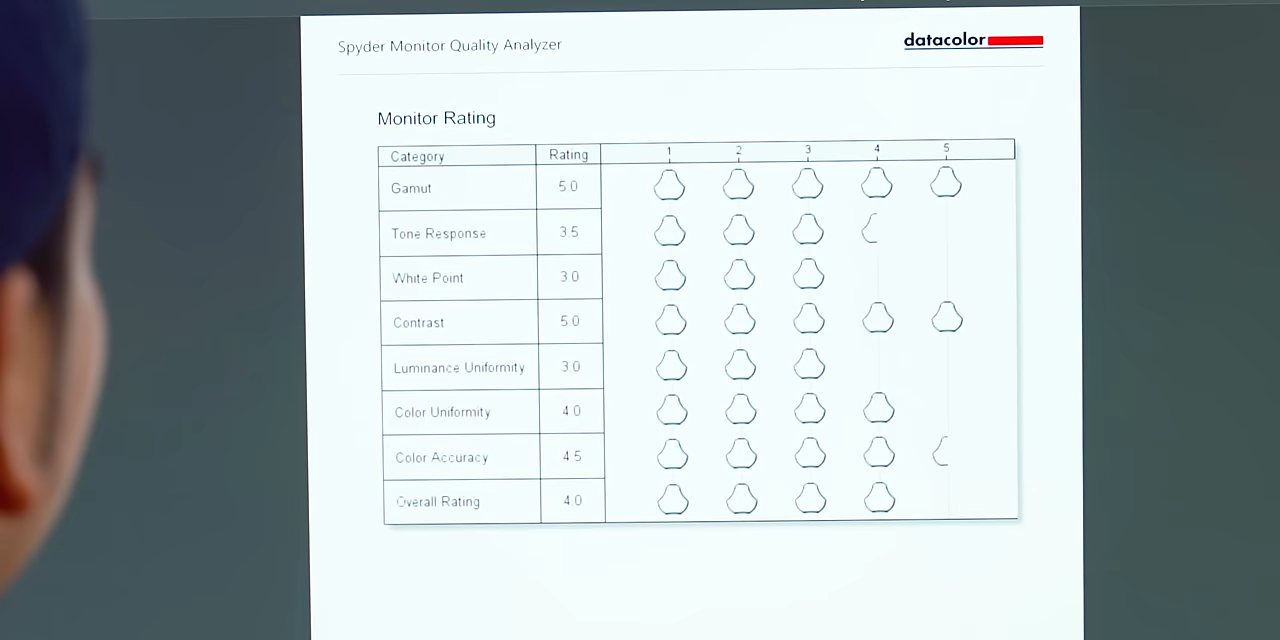 Spyder Monitor Quality Analyzer datacolor
Monitor Rating
Category Rating 1 2 3 4 5
Gamut 5.0
Tone Response 3.5
White Point 3.0
Contrast 5.0
Luminance Uniformity 3.0
Color Uniformity 4.0
Color Accuracy 4.5
Overall Rating 4.0